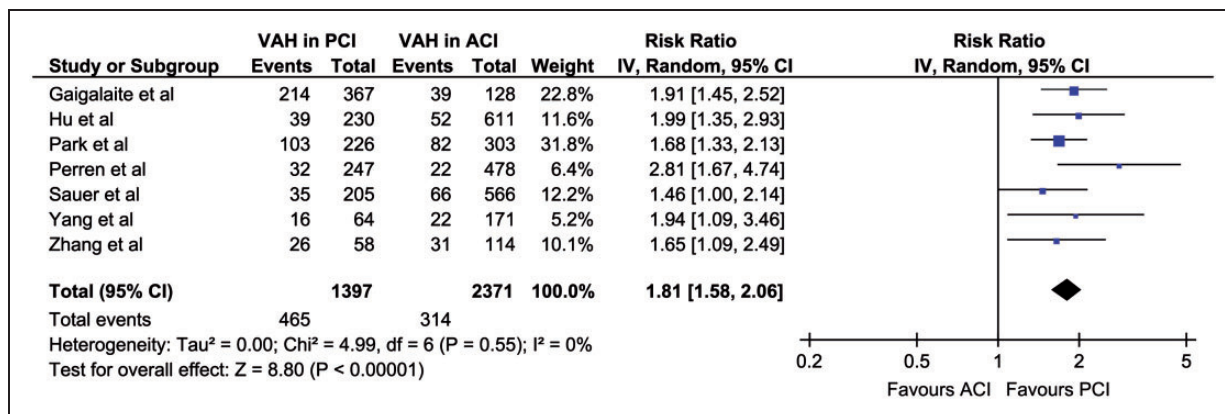 VAH in PCI VAH in ACI Risk Ratio Risk Ratio
Study or Subgroup Events Total Events Total Weight IV, Random, 95% CI IV, Random, 95% CI
Gaigalaite et al 214 367 39 128 22.8% 1.91 [1.45, 2.52]
Hu et al 39 230 52 611 11.6% 1.99 [1.35, 2.93]
Park et al 103 226 82 303 31.8% 1.68 [1.33, 2.13]
Perren et al 32 247 22 478 6.4% 2.81 [1.67, 4.74]
Sauer et al 35 205 66 566 12.2% 1.46 [1.00, 2.14]
Yang et al 16 64 22 171 5.2% 1.94 [1.09, 3.46]
Zhang et al 26 58 31 114 10.1% 1.65 [1.09, 2.49]
Total (95% CI) 1397 2371 100.0% 1.81 [1.58, 2.06]
Total events 465 314
Heterogeneity: Tau² = 0.00; Chi² = 4.99, df = 6 (P = 0.55); I² = 0%
Test for overall effect: Z = 8.80 (P < 0.00001)
0.2 1 2 5
Favours ACI Favours PCI